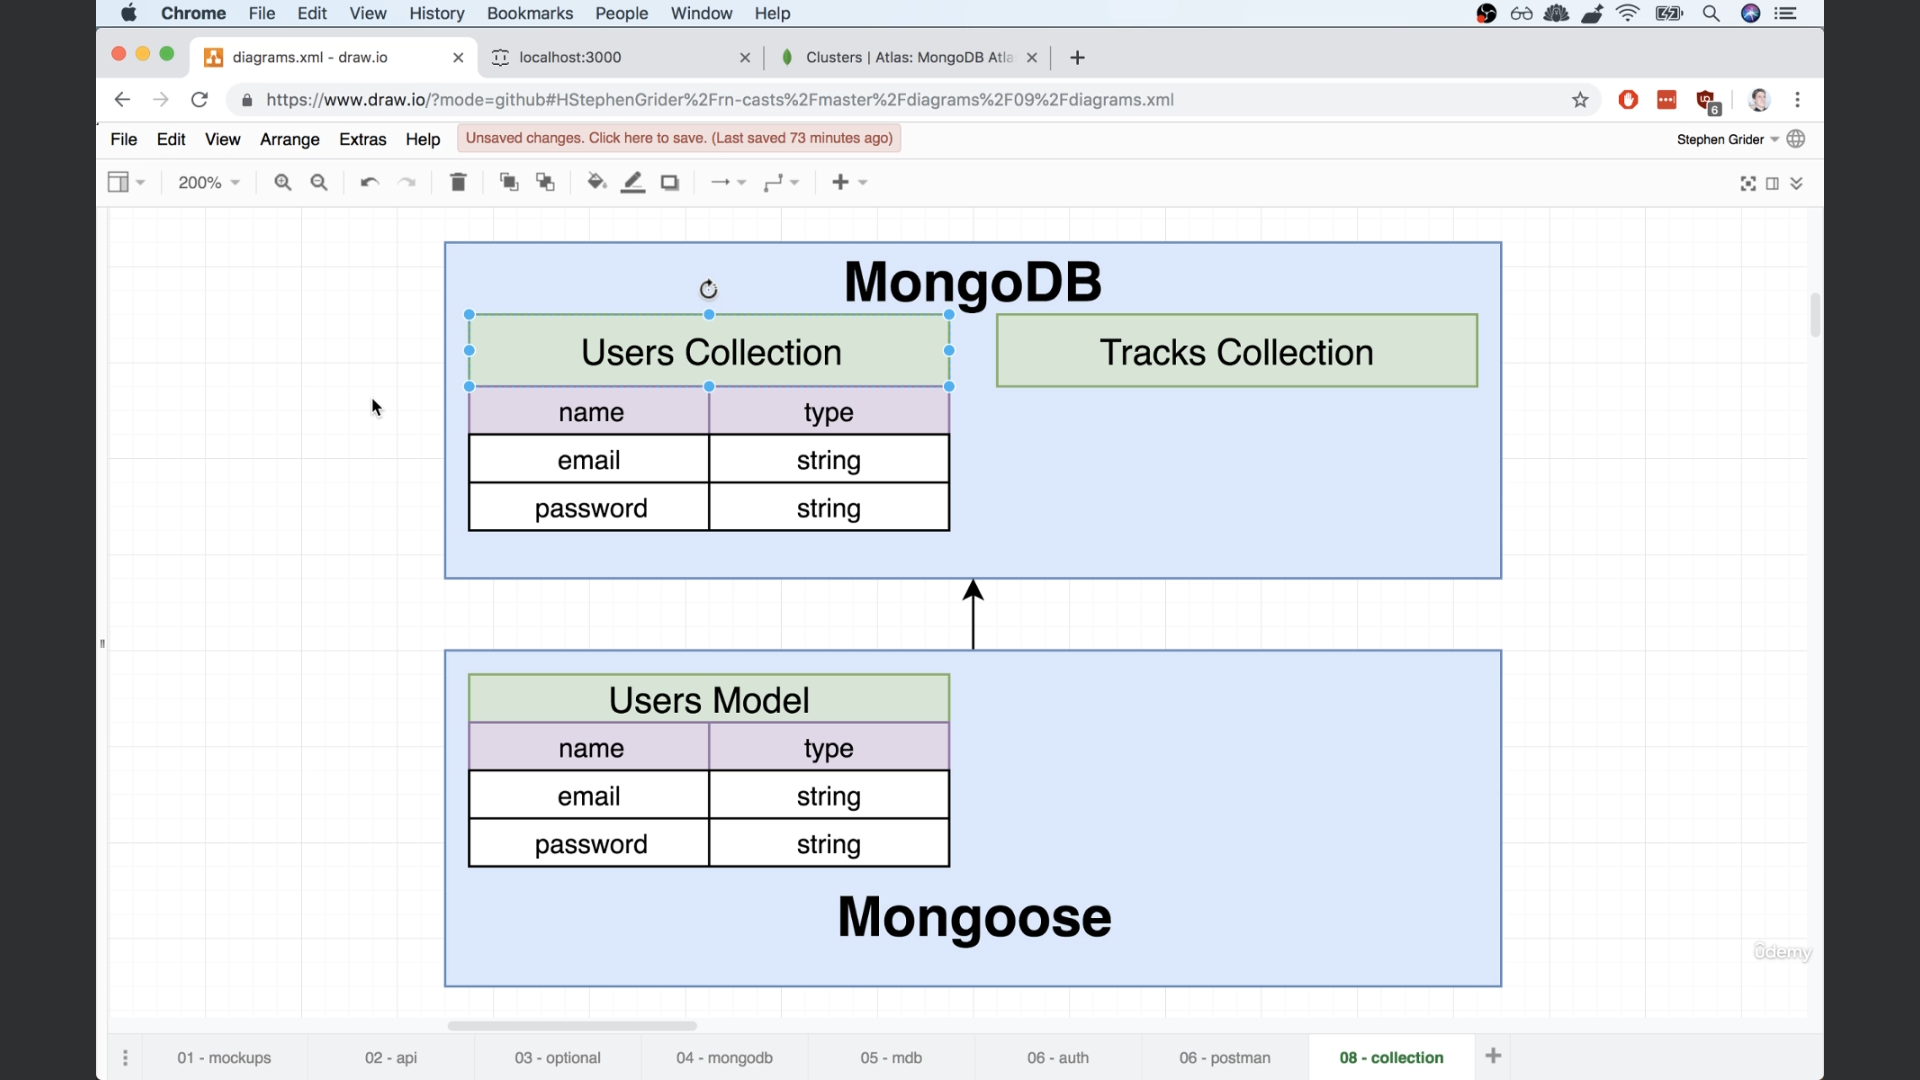 Chrome File Edit View History Bookmarks People Window Help
diagrams.xml - draw.io
localhost:3000
Clusters | Atlas: MongoDB Atla
https://www.draw.io/?mode=github#HStephenGrider%2Frn-casts%2Fmaster%2Fdiagrams%2F09%2Fdiagrams.xml
6
File Edit View Arrange Extras Help
Unsaved changes. Click here to save. (Last saved 73 minutes ago)
Stephen Grider
200%
MongoDB
Users Collection
Tracks Collection
name type
email string
password string
Users Model
name type
email string
password string
Mongoose
ûdemy
01 - mockups
02 - api
03 - optional
04 - mongodb
05 - mdb
06 - auth
06 - postman
08 - collection